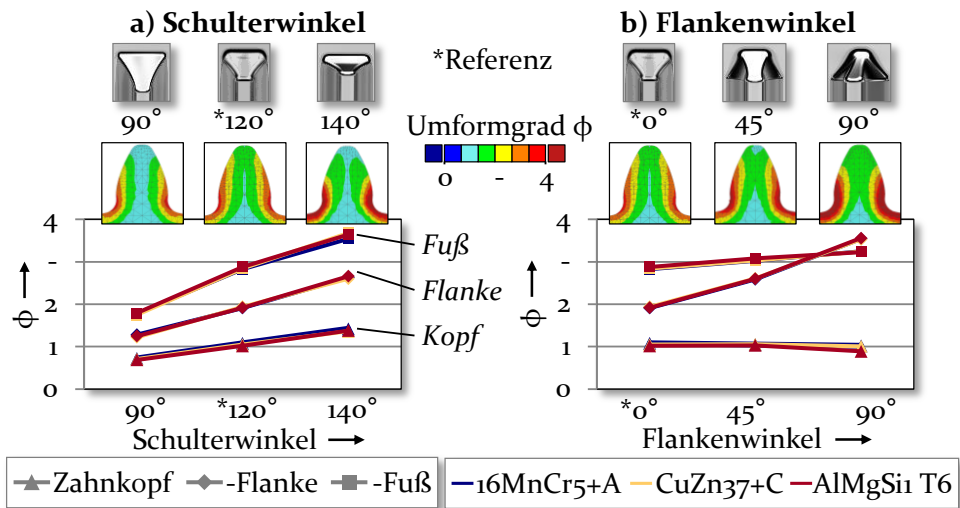 a) Schulterwinkel
b) Flankenwinkel
*Referenz
90°
*120°
140°
*0°
45°
90°
Umformgrad ϕ
0 - 4
4
-
2
1
0
ϕ
Fuß
Flanke
Kopf
90°
*120°
140°
Schulterwinkel
4
-
2
1
0
ϕ
*0°
45°
90°
Flankenwinkel
Zahnkopf
-Flanke
-Fuß
16MnCr5+A
CuZn37+C
AlMgSi1 T6